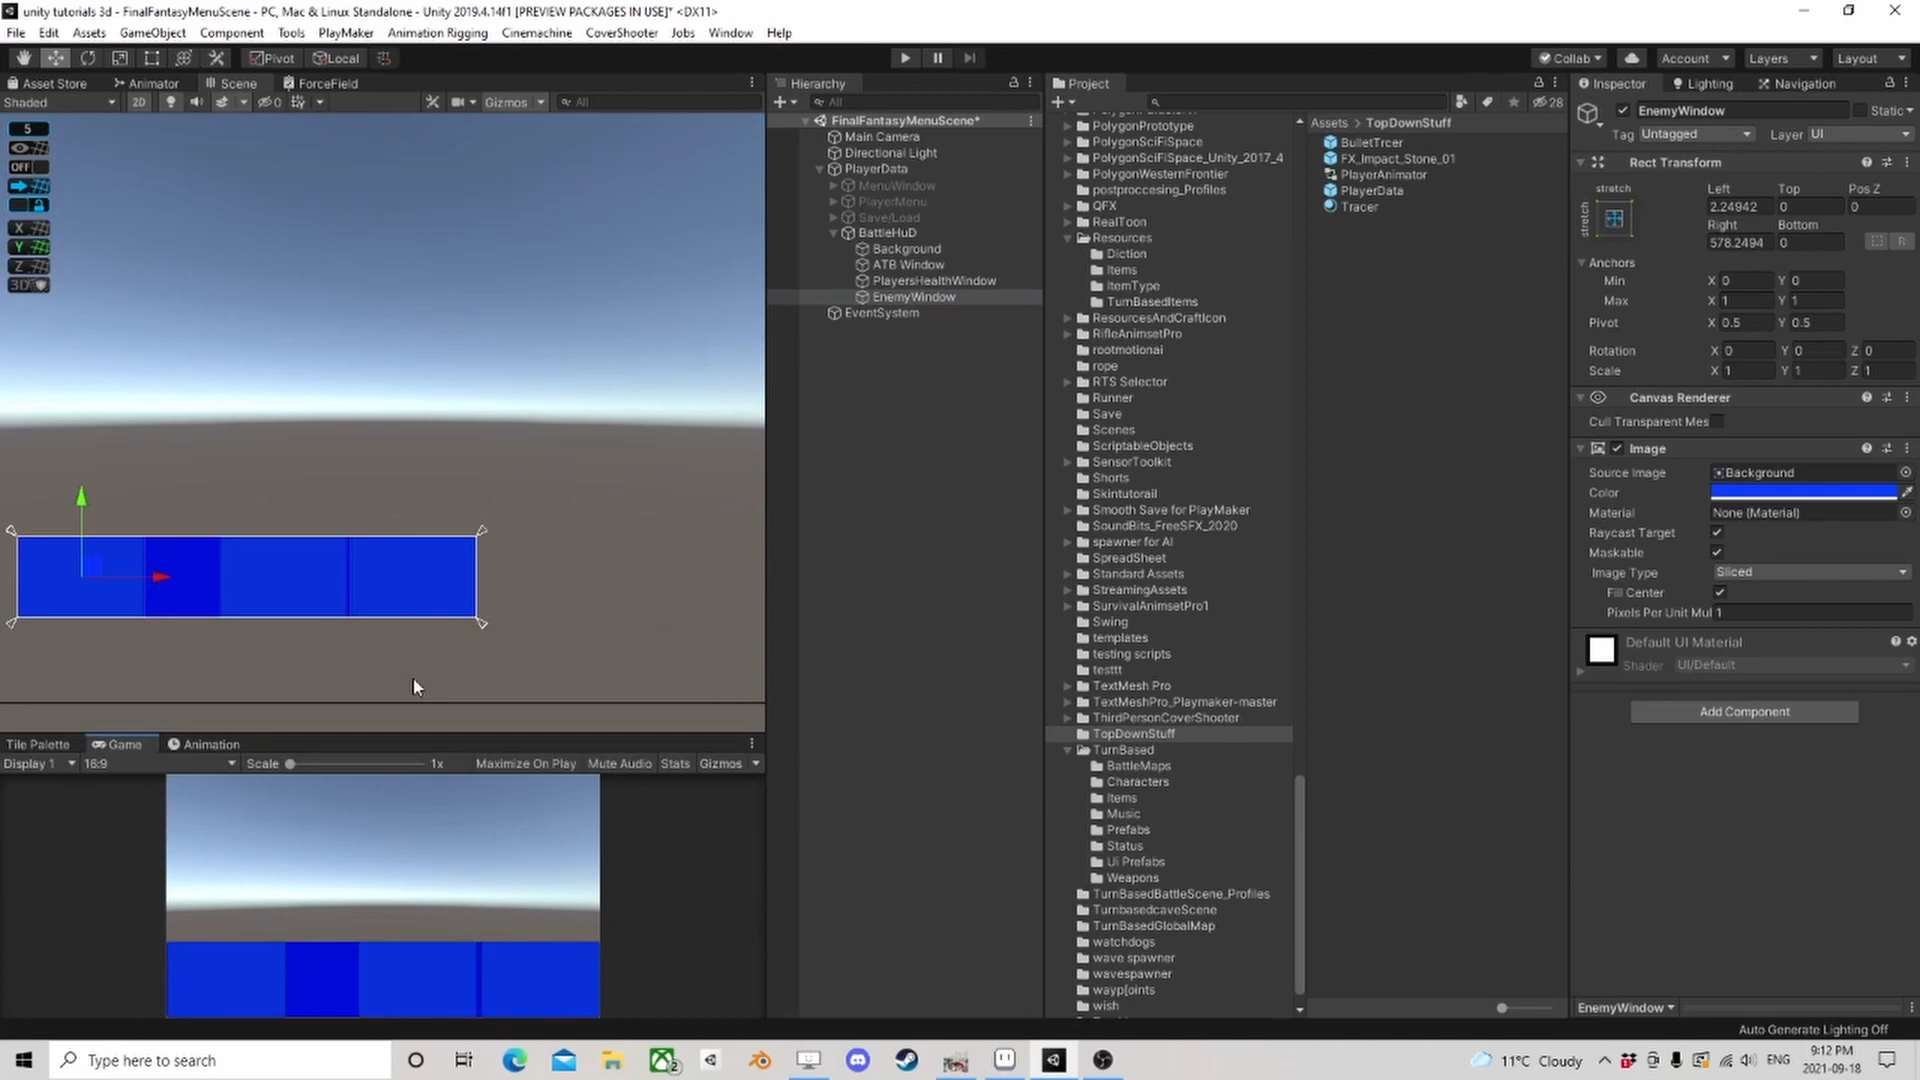 unity tutorials 3d - FinalFantasyMenuScene - PC, Mac & Linux Standalone - Unity 2019.4.14f1 [PREVIEW PACKAGES IN USE]* <DX11>
File Edit Assets GameObject Component Tools PlayMaker Animation Rigging Cinemachine CoverShooter Jobs Window Help
Pivot Local
Collab Account Layers Layout
Asset Store Animator Scene ForceField
Shaded 2D 0 Gizmos All
5
OFF
X
Y
Z
3D
Hierarchy
All
FinalFantasyMenuScene*
Main Camera
Directional Light
PlayerData
MenuWindow
PlayerMenu
Save/Load
BattleHuD
Background
ATB Window
PlayersHealthWindow
EnemyWindow
EventSystem
Project
28
PolygonPrototype
PolygonSciFiSpace
PolygonSciFiSpace_Unity_2017_4
PolygonWesternFrontier
postproccesing_Profiles
QFX
RealToon
Resources
Diction
Items
ItemType
TurnBasedItems
ResourcesAndCraftIcon
RifleAnimsetPro
rootmotionai
rope
RTS Selector
Runner
Save
Scenes
ScriptableObjects
SensorToolkit
Shorts
Skintutorail
Smooth Save for PlayMaker
SoundBits_FreeSFX_2020
spawner for AI
SpreadSheet
Standard Assets
StreamingAssets
SurvivalAnimsetPro1
Swing
templates
testing scripts
testtt
TextMesh Pro
TextMeshPro_Playmaker-master
ThirdPersonCoverShooter
TopDownStuff
TurnBased
BattleMaps
Characters
Items
Music
Prefabs
Status
Ui Prefabs
Weapons
TurnBasedBattleScene_Profiles
TurnbasedcaveScene
TurnBasedGlobalMap
watchdogs
wave spawner
wavespawner
wayp[oints
wish
Assets > TopDownStuff
BulletTrcer
FX_Impact_Stone_01
PlayerAnimator
PlayerData
Tracer
Inspector Lighting Navigation
EnemyWindow Static
Tag Untagged Layer UI
Rect Transform
stretch Left Top Pos Z
stretch 2.24942 0 0
Right Bottom
578.2494 0 R
Anchors
Min X 0 Y 0
Max X 1 Y 1
Pivot X 0.5 Y 0.5
Rotation X 0 Y 0 Z 0
Scale X 1 Y 1 Z 1
Canvas Renderer
Cull Transparent Mes
Image
Source Image Background
Color
Material None (Material)
Raycast Target
Maskable
Image Type Sliced
Fill Center
Pixels Per Unit Mul 1
Default UI Material
Shader UI/Default
Add Component
EnemyWindow
Tile Palette Game Animation
Display 1 16:9 Scale 1x Maximize On Play Mute Audio Stats Gizmos
Auto Generate Lighting Off
Type here to search
2
11°C Cloudy
ENG
9:12 PM
2021-09-18